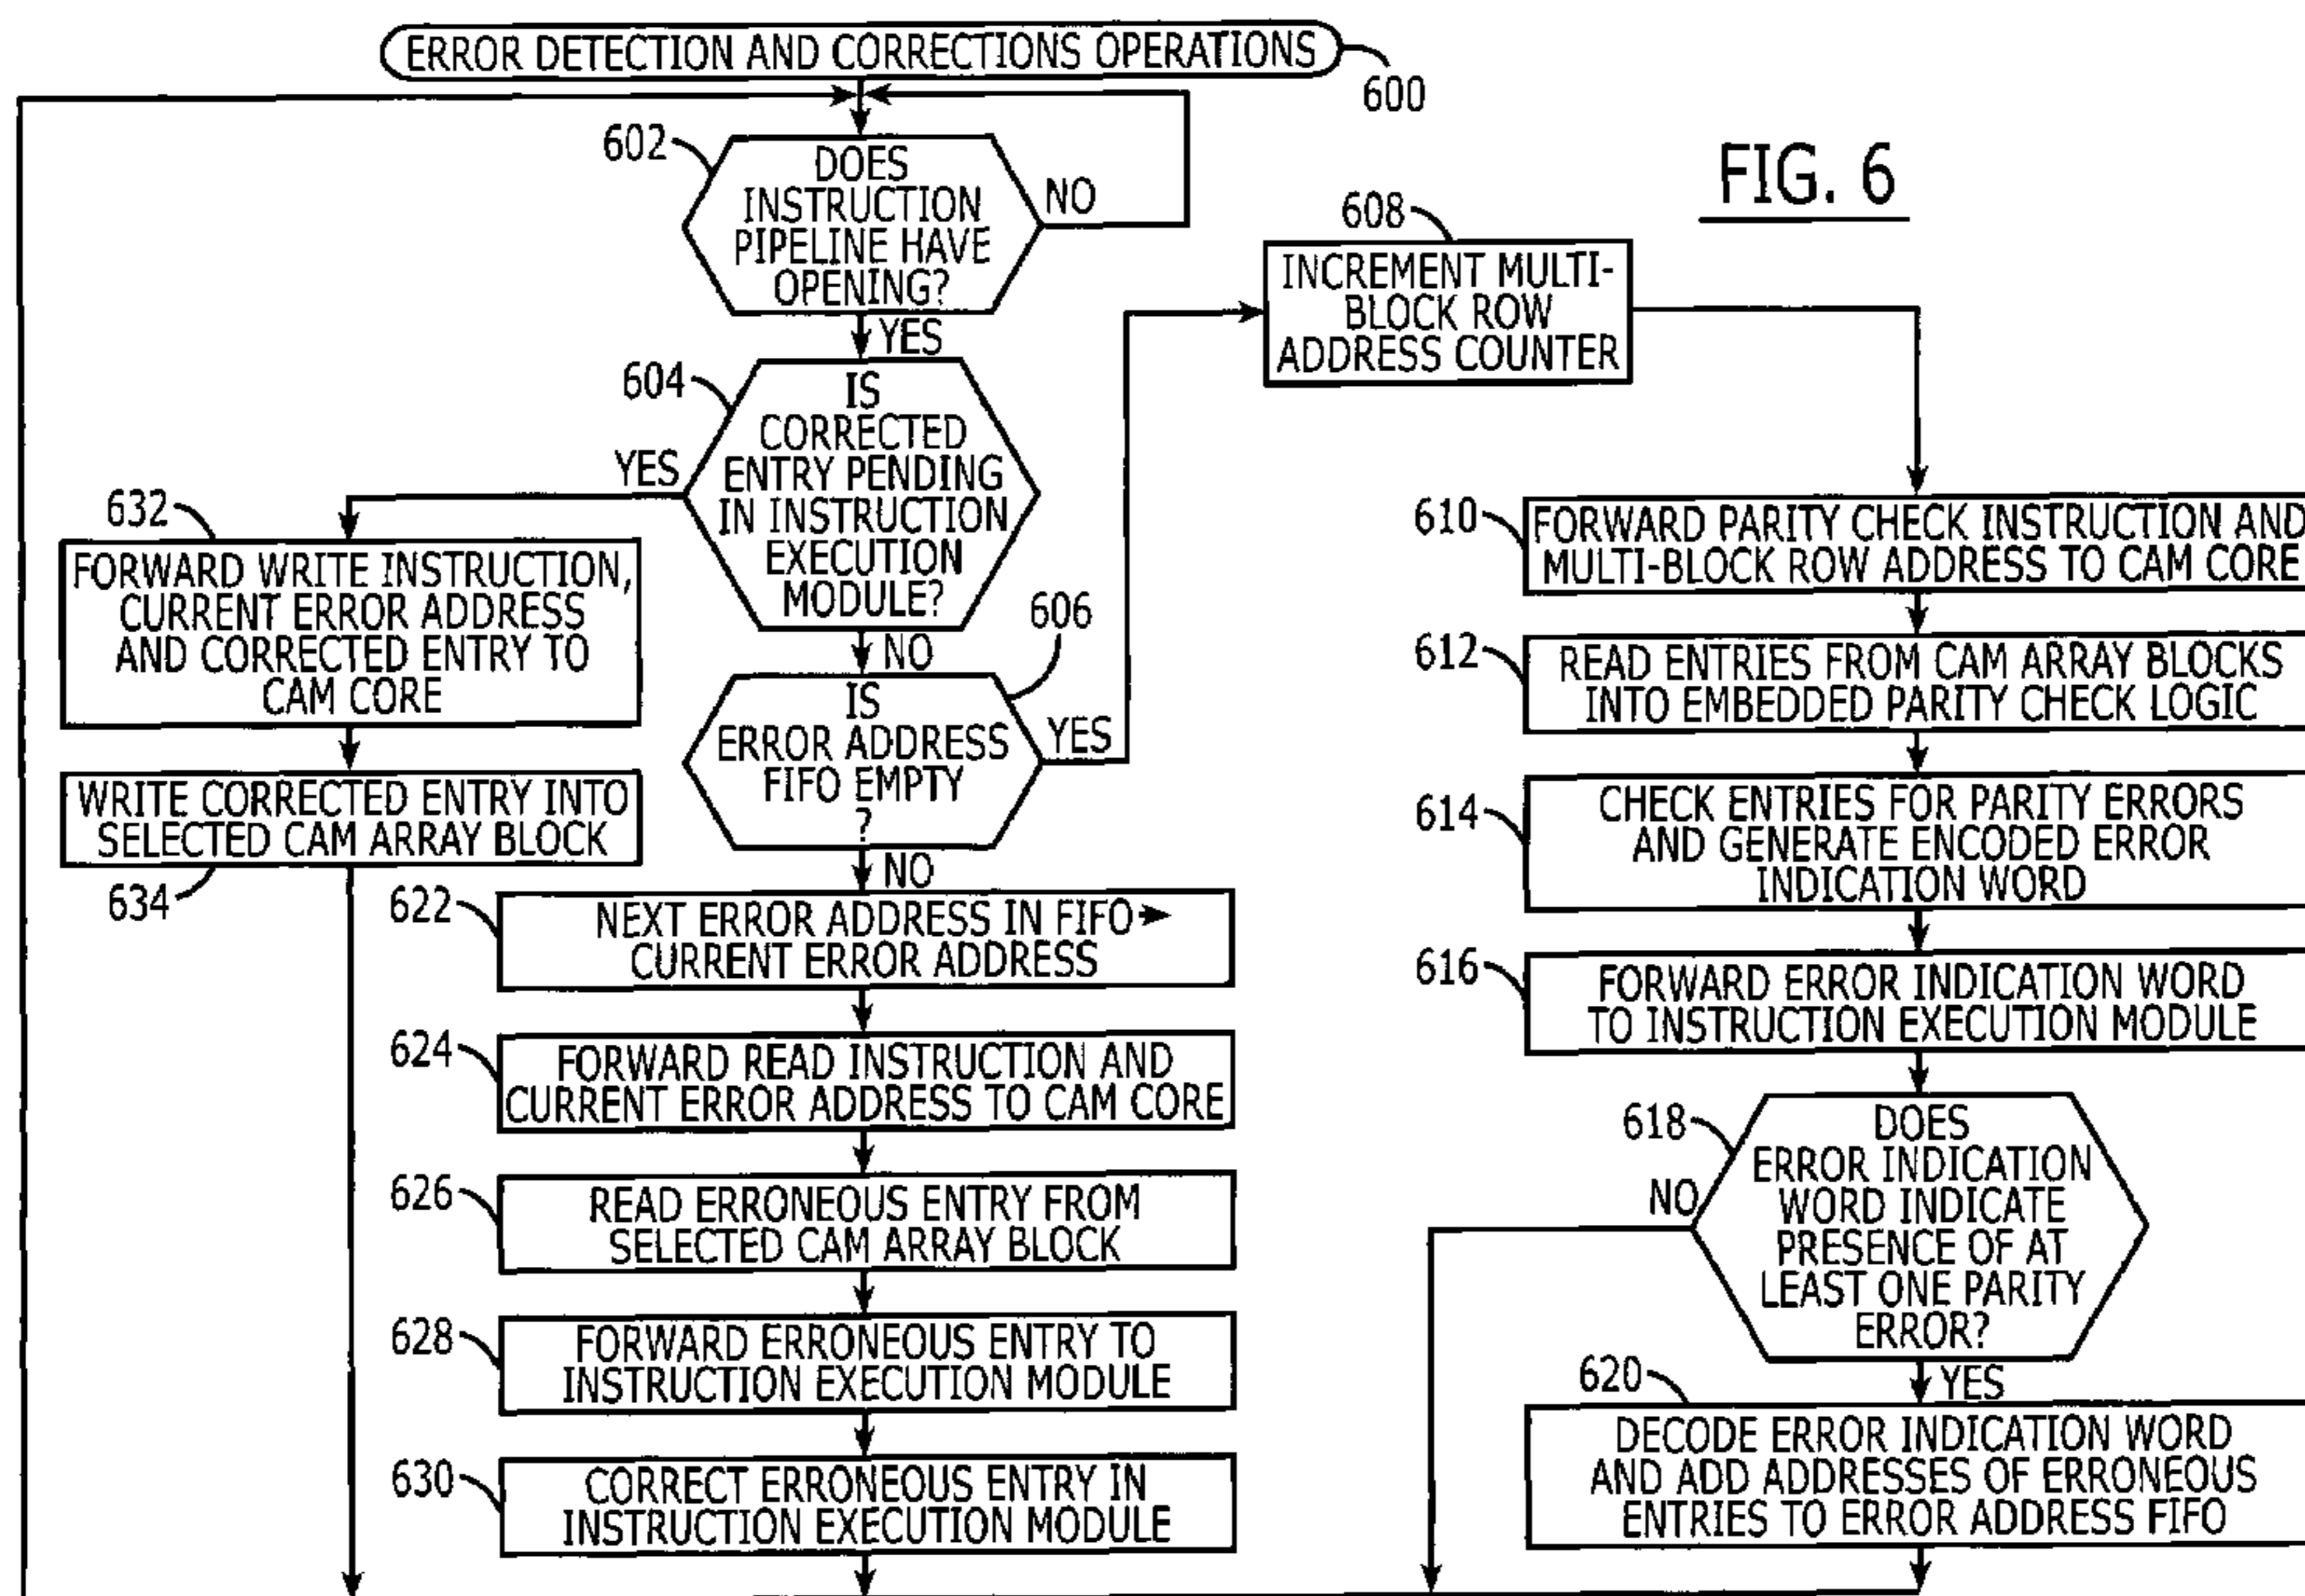 ERROR DETECTION AND CORRECTIONS OPERATIONS
600
FIG. 6
602
DOES
INSTRUCTION
PIPELINE HAVE
OPENING?
NO
YES
604
IS
CORRECTED
ENTRY PENDING
IN INSTRUCTION
EXECUTION
MODULE?
YES
NO
606
IS
ERROR ADDRESS
FIFO EMPTY
?
YES
NO
608
INCREMENT MULTI-
BLOCK ROW
ADDRESS COUNTER
610
FORWARD PARITY CHECK INSTRUCTION AND
MULTI-BLOCK ROW ADDRESS TO CAM CORE
612
READ ENTRIES FROM CAM ARRAY BLOCKS
INTO EMBEDDED PARITY CHECK LOGIC
614
CHECK ENTRIES FOR PARITY ERRORS
AND GENERATE ENCODED ERROR
INDICATION WORD
616
FORWARD ERROR INDICATION WORD
TO INSTRUCTION EXECUTION MODULE
618
DOES
ERROR INDICATION
WORD INDICATE
PRESENCE OF AT
LEAST ONE PARITY
ERROR?
NO
YES
620
DECODE ERROR INDICATION WORD
AND ADD ADDRESSES OF ERRONEOUS
ENTRIES TO ERROR ADDRESS FIFO
622
NEXT ERROR ADDRESS IN FIFO →
CURRENT ERROR ADDRESS
624
FORWARD READ INSTRUCTION AND
CURRENT ERROR ADDRESS TO CAM CORE
626
READ ERRONEOUS ENTRY FROM
SELECTED CAM ARRAY BLOCK
628
FORWARD ERRONEOUS ENTRY TO
INSTRUCTION EXECUTION MODULE
630
CORRECT ERRONEOUS ENTRY IN
INSTRUCTION EXECUTION MODULE
632
FORWARD WRITE INSTRUCTION,
CURRENT ERROR ADDRESS
AND CORRECTED ENTRY TO
CAM CORE
WRITE CORRECTED ENTRY INTO
SELECTED CAM ARRAY BLOCK
634